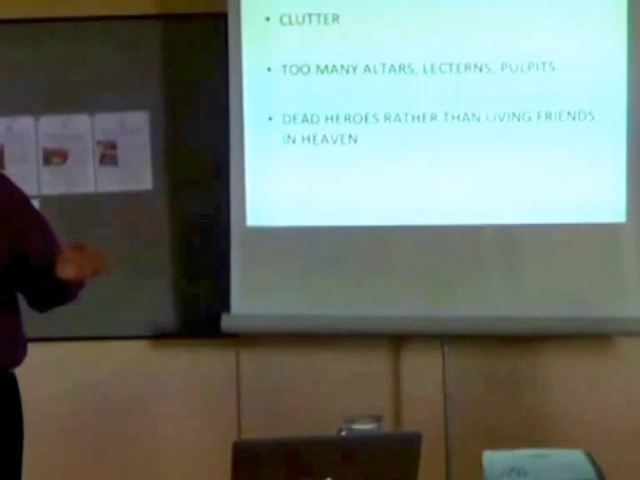 • CLUTTER
• TOO MANY ALTARS, LECTERNS, PULPITS
• DEAD HEROES RATHER THAN LIVING FRIENDS
IN HEAVEN